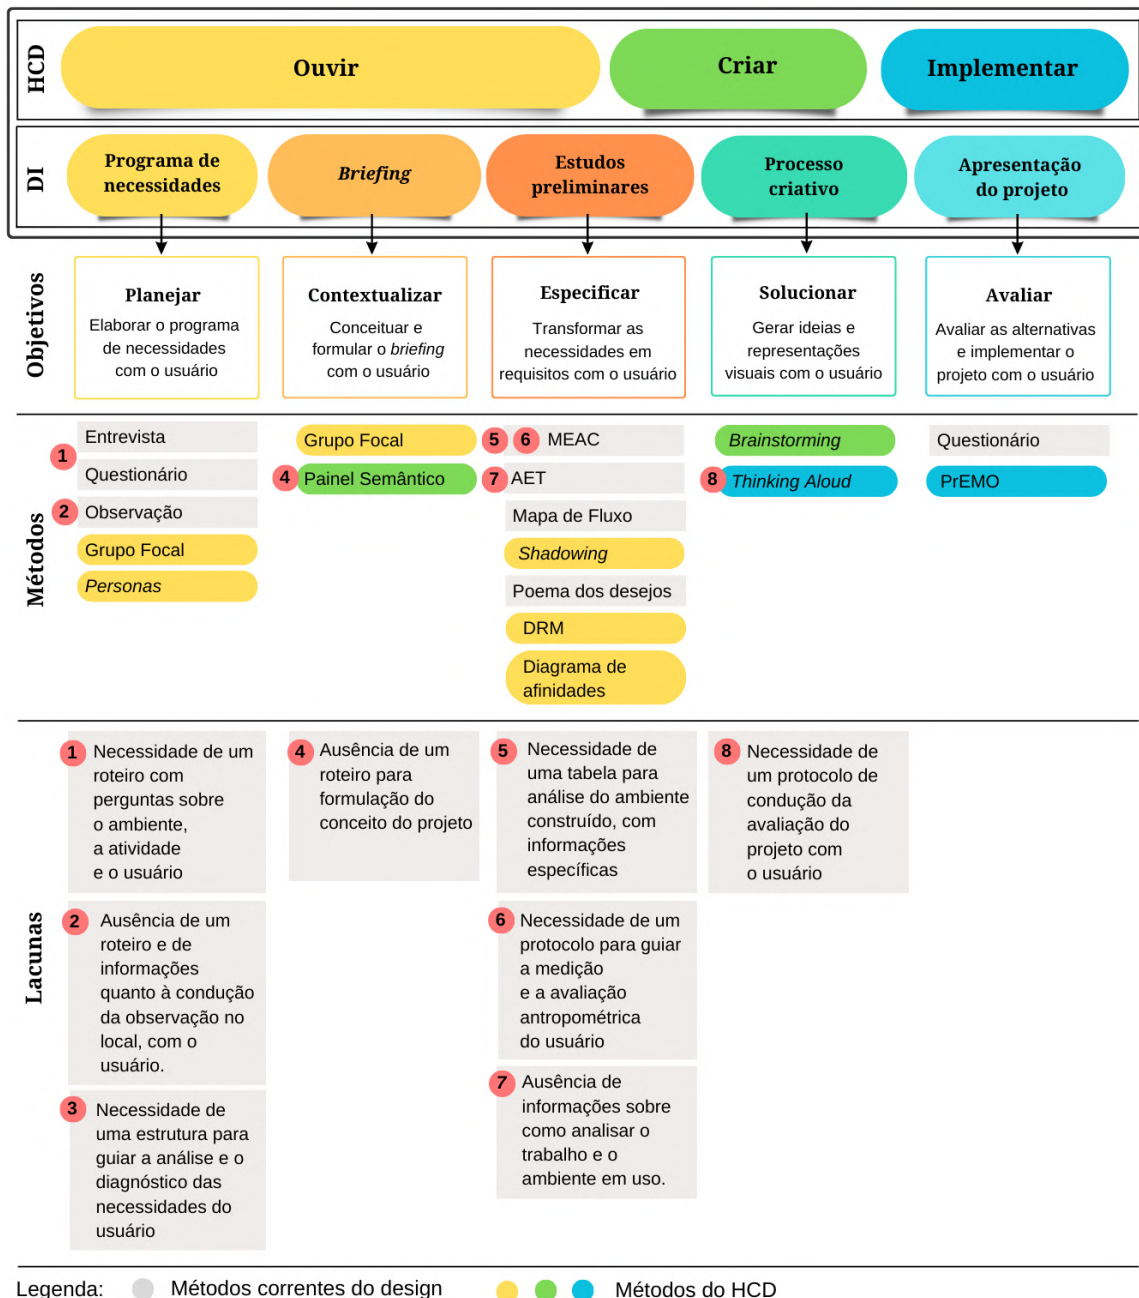 HCD
Ouvir
Criar
Implementar
DI
Programa de
necessidades
Briefing
Estudos
preliminares
Processo
criativo
Apresentação
do projeto
Objetivos
Planejar
Elaborar o programa
de necessidades
com o usuário
Contextualizar
Conceituar e
formular o briefing
com o usuário
Especificar
Transformar as
necessidades em
requisitos com o usuário
Solucionar
Gerar ideias e
representações
visuais com o usuário
Avaliar
Avaliar as alternativas
e implementar o
projeto com o usuário
Métodos
1
Entrevista
Questionário
2 Observação
Grupo Focal
Personas
Grupo Focal
4 Painel Semântico
5 6 MEAC
7 AET
Mapa de Fluxo
Shadowing
Poema dos desejos
DRM
Diagrama de
afinidades
Brainstorming
8 Thinking Aloud
Questionário
PrEMO
Lacunas
1 Necessidade de um
roteiro com
perguntas sobre
o ambiente,
a atividade
e o usuário
2 Ausência de um
roteiro e de
informações
quanto à condução
da observação no
local, com o
usuário.
3 Necessidade de
uma estrutura para
guiar a análise e o
diagnóstico das
necessidades do
usuário
4 Ausência de um
roteiro para
formulação do
conceito do projeto
5 Necessidade de
uma tabela para
análise do ambiente
construído, com
informações
específicas
6 Necessidade de um
protocolo para guiar
a medição
e a avaliação
antropométrica
do usuário
7 Ausência de
informações sobre
como analisar o
trabalho e o
ambiente em uso.
8 Necessidade de
um protocolo de
condução da
avaliação do
projeto com
o usuário
Legenda: Métodos correntes do design Métodos do HCD